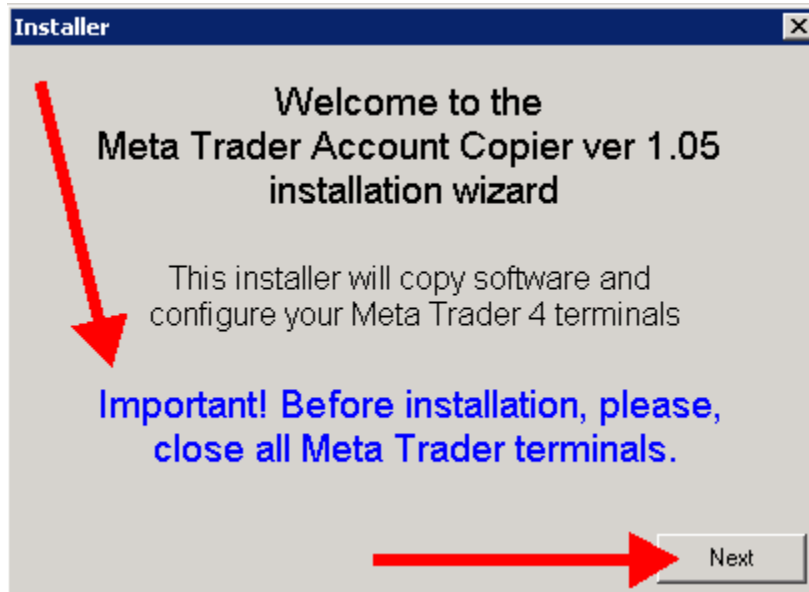 Installer
Welcome to the
Meta Trader Account Copier ver 1.05
installation wizard
This installer will copy software and
configure your Meta Trader 4 terminals
Important! Before installation, please,
close all Meta Trader terminals.
Next